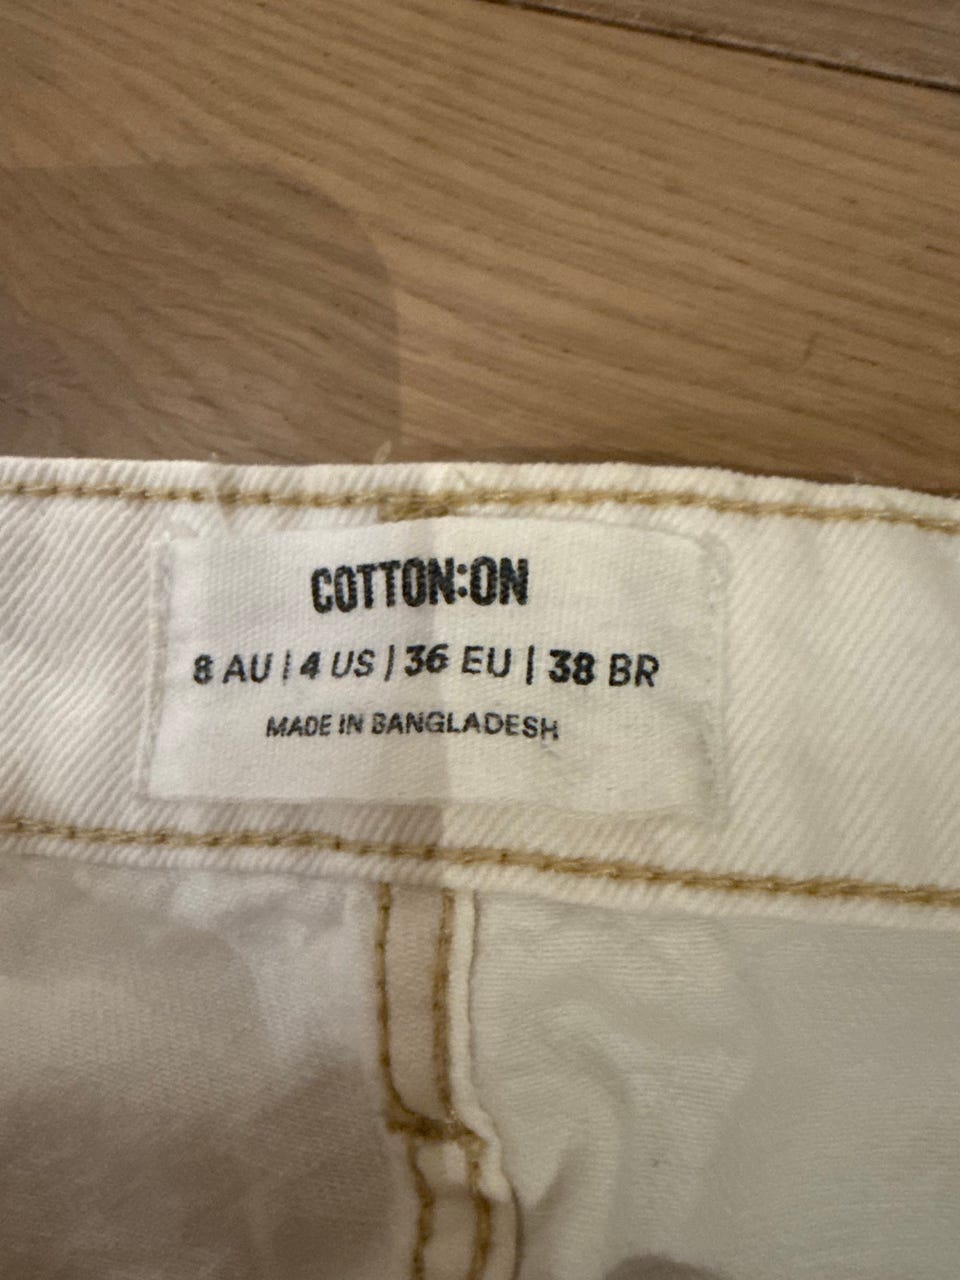 COTTON:ON
8 AU | 4 US | 36 EU | 38 BR
MADE IN BANGLADESH